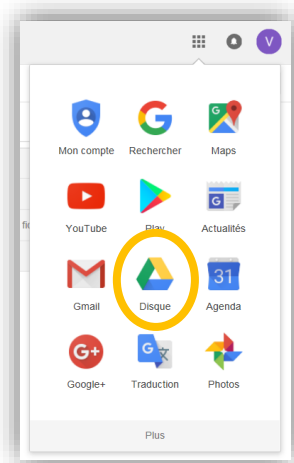 V
Mon compte Rechercher Maps
YouTube Play Actualités
31
Gmail Disque Agenda
G+
Google+ Traduction Photos
Plus